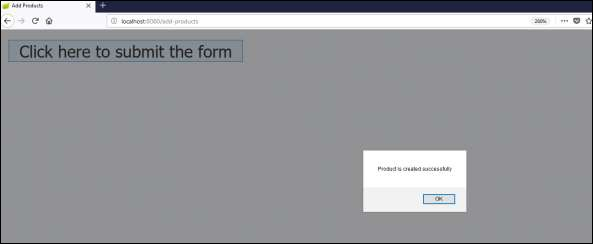 Add Products
localhost:8080/add-products
200%
Click here to submit the form
Product is created successfully
OK